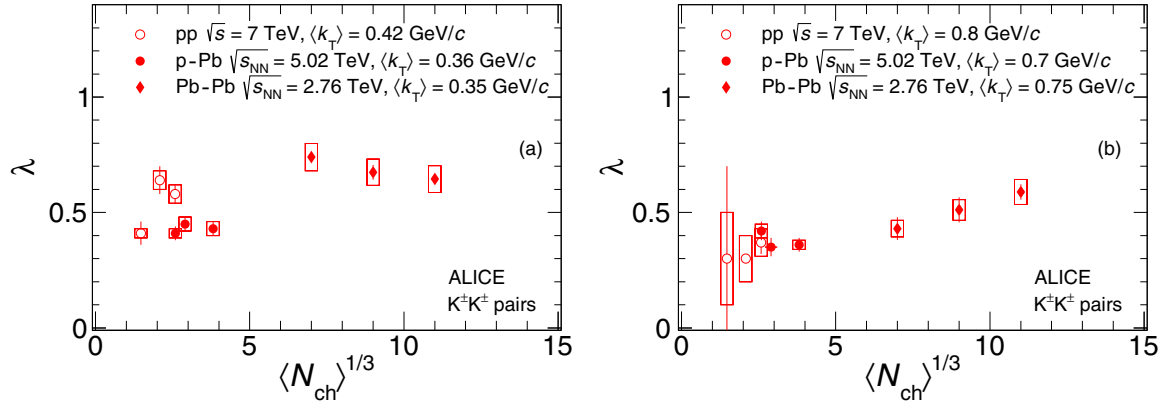 pp √s = 7 TeV, ⟨k_T⟩ = 0.42 GeV/c
p-Pb √s_NN = 5.02 TeV, ⟨k_T⟩ = 0.36 GeV/c
Pb-Pb √s_NN = 2.76 TeV, ⟨k_T⟩ = 0.35 GeV/c
1
(a)
λ
0.5
ALICE
K±K± pairs
0
0 5 10 15
⟨N_ch⟩^1/3
pp √s = 7 TeV, ⟨k_T⟩ = 0.8 GeV/c
p-Pb √s_NN = 5.02 TeV, ⟨k_T⟩ = 0.7 GeV/c
Pb-Pb √s_NN = 2.76 TeV, ⟨k_T⟩ = 0.75 GeV/c
1
(b)
λ
0.5
ALICE
K±K± pairs
0
0 5 10 15
⟨N_ch⟩^1/3